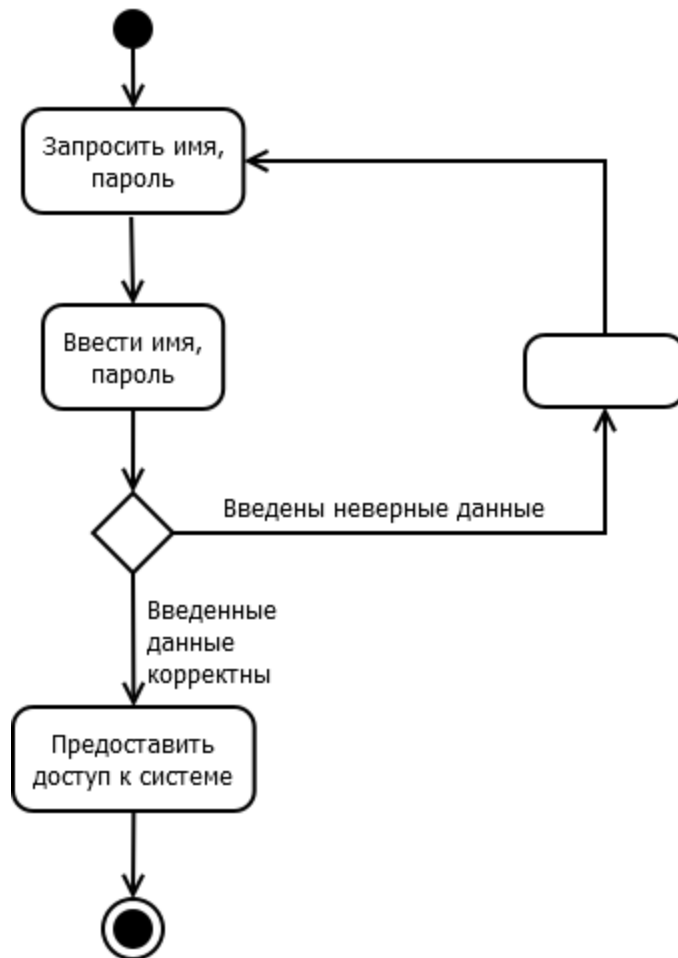 Запросить имя,
пароль
Ввести имя,
пароль
Введены неверные данные
Введенные
данные
корректны
Предоставить
доступ к системе